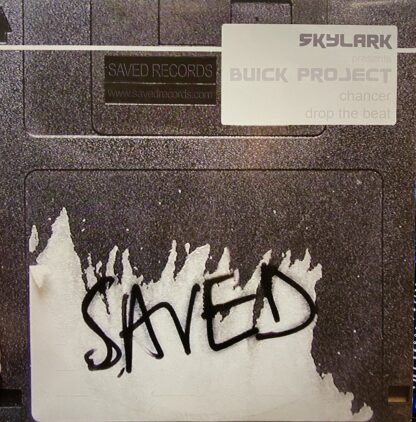 SKYLARK
presents
BUICK PROJECT
chancer
drop the beat
SAVED RECORDS
www.savedrecords.com
SAVED